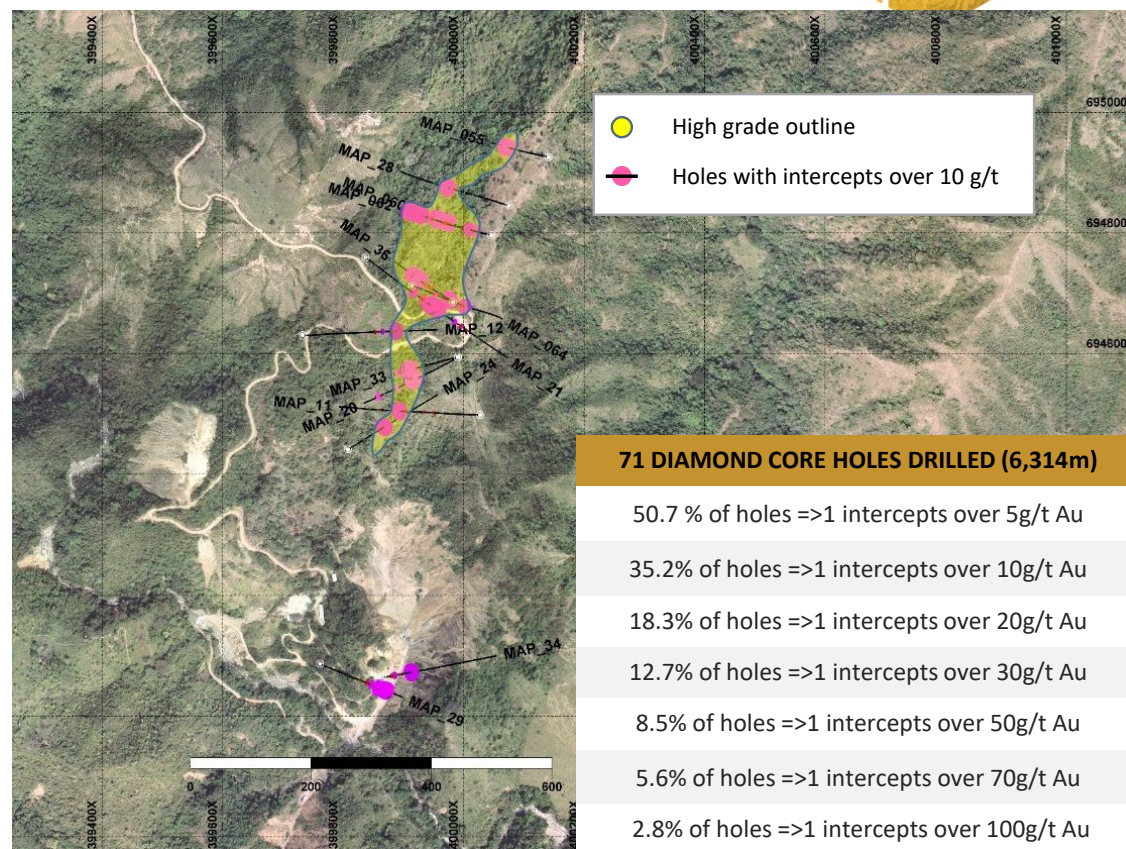 399400X
399600X
399800X
400000X
400200X
400400X
400600X
400800X
401000X
695000
694800
694600
High grade outline
Holes with intercepts over 10 g/t
MAP_055
MAP_28
MAP_060
MAP_062
MAP_36
MAP_12
MAP_064
MAP_21
MAP_24
MAP_33
MAP_11
MAP_20
MAP_34
MAP_29
71 DIAMOND CORE HOLES DRILLED (6,314m)
50.7 % of holes =>1 intercepts over 5g/t Au
35.2% of holes =>1 intercepts over 10g/t Au
18.3% of holes =>1 intercepts over 20g/t Au
12.7% of holes =>1 intercepts over 30g/t Au
8.5% of holes =>1 intercepts over 50g/t Au
5.6% of holes =>1 intercepts over 70g/t Au
2.8% of holes =>1 intercepts over 100g/t Au
0
200
400
600
399400X
399600X
399800X
400000X
400200X